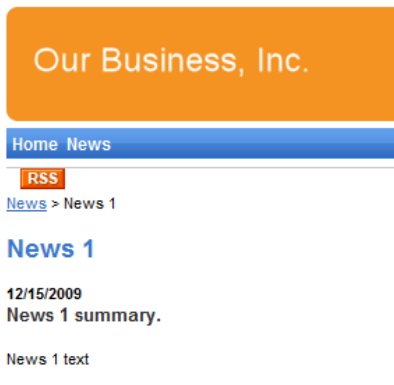 Our Business, Inc.
Home News
RSS
News > News 1
News 1
12/15/2009
News 1 summary.
News 1 text